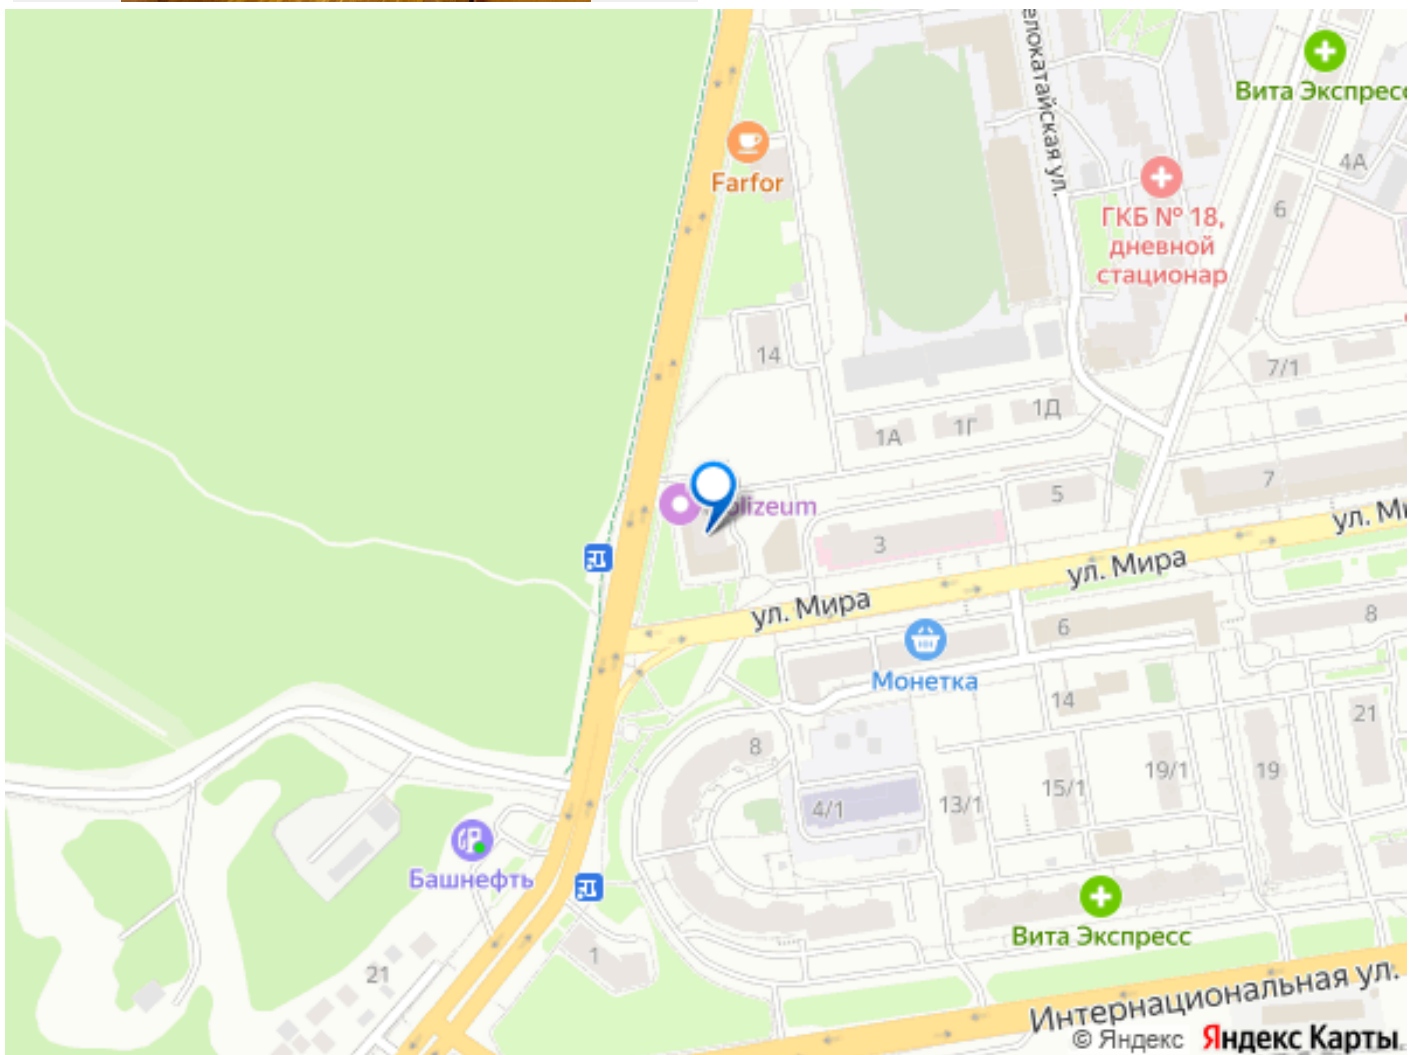 елокатайская ул.
Вита Экспресс
4А
Farfor
ГКБ № 18,
дневной
стационар
6
14
7/1
1А
1Г
1Д
5
7
lizeum
3
ул. Ми
ул. Мира
ул. Мира
6
8
Монетка
14
21
8
15/1
19/1
19
4/1
13/1
Башнефть
Вита Экспресс
1
21
Интернациональная ул.
© Яндекс Яндекс Карты